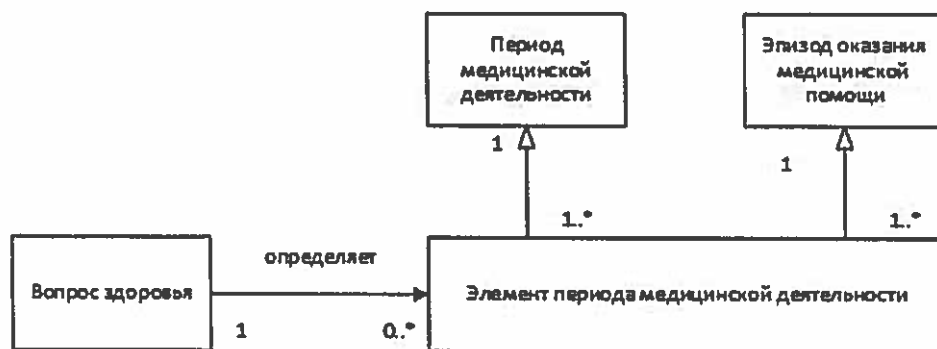 Период
медицинской
деятельности
Эпизод оказания
медицинской
помощи
1
1
1..*
1..*
определяет
Вопрос здоровья
Элемент периода медицинской деятельности
1
0..*